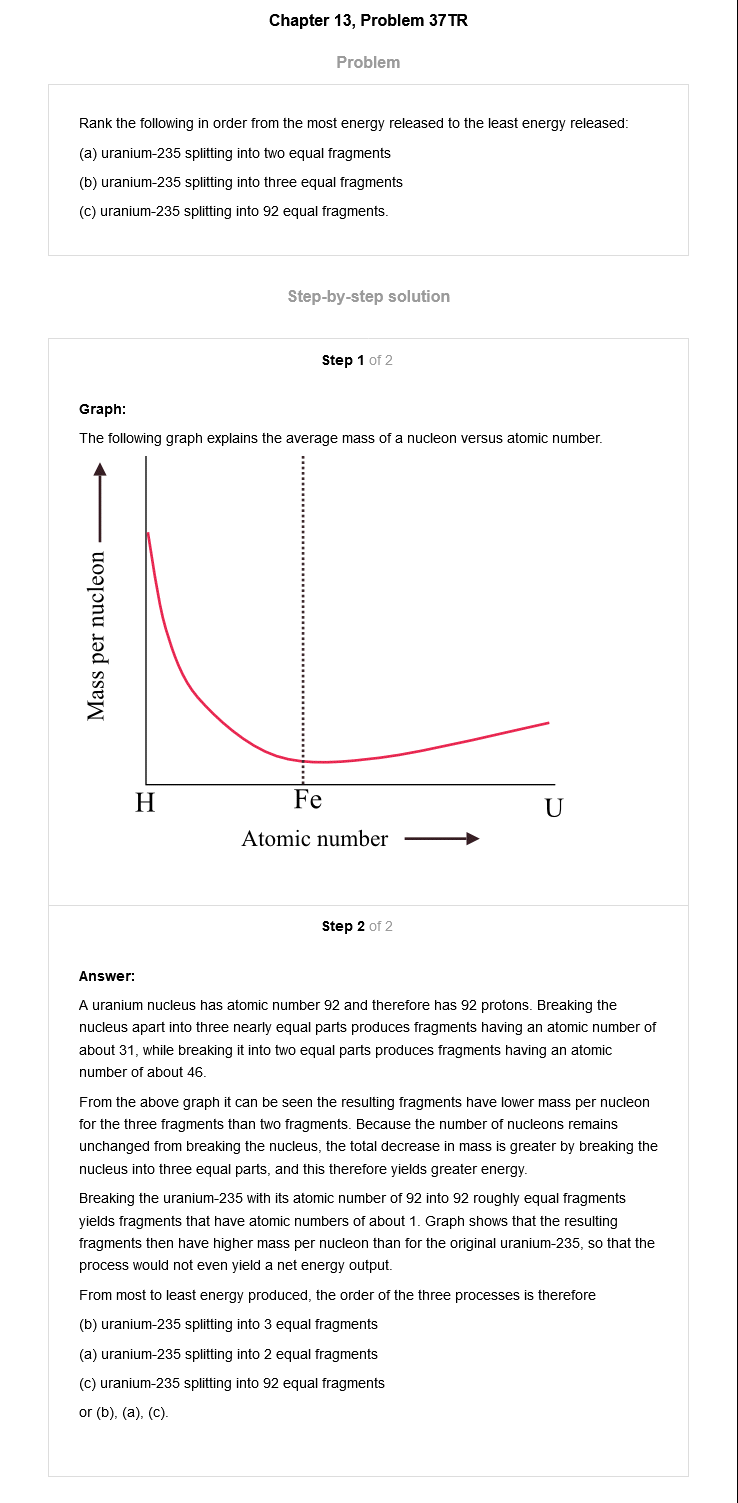 Chapter 13, Problem 37TR
Problem
Rank the following in order from the most energy released to the least energy released:
(a) uranium-235 splitting into two equal fragments
(b) uranium-235 splitting into three equal fragments
(c) uranium-235 splitting into 92 equal fragments.
Step-by-step solution
Step 1 of 2
Graph:
The following graph explains the average mass of a nucleon versus atomic number.
Mass per nucleon
H
Fe
U
Atomic number
Step 2 of 2
Answer:
A uranium nucleus has atomic number 92 and therefore has 92 protons. Breaking the
nucleus apart into three nearly equal parts produces fragments having an atomic number of
about 31, while breaking it into two equal parts produces fragments having an atomic
number of about 46.
From the above graph it can be seen the resulting fragments have lower mass per nucleon
for the three fragments than two fragments. Because the number of nucleons remains
unchanged from breaking the nucleus, the total decrease in mass is greater by breaking the
nucleus into three equal parts, and this therefore yields greater energy.
Breaking the uranium-235 with its atomic number of 92 into 92 roughly equal fragments
yields fragments that have atomic numbers of about 1. Graph shows that the resulting
fragments then have higher mass per nucleon than for the original uranium-235, so that the
process would not even yield a net energy output.
From most to least energy produced, the order of the three processes is therefore
(b) uranium-235 splitting into 3 equal fragments
(a) uranium-235 splitting into 2 equal fragments
(c) uranium-235 splitting into 92 equal fragments
or (b), (a), (c).